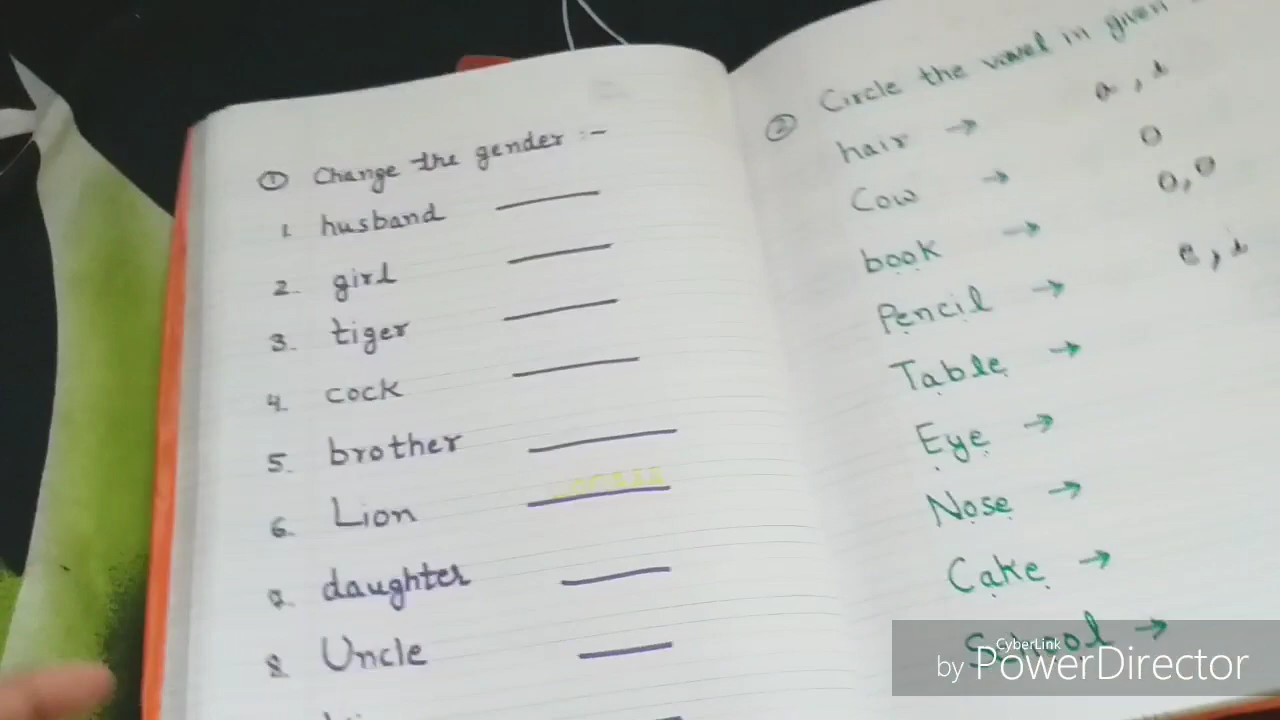 ① Change the gender :-
1. husband
2. girl
3. tiger
4. cock
5. brother
6. Lion
daughter
8. Uncle
② Circle the vowel in given
hair → a, i
Cow → o
book → o, o
Pencil → e, i
Table →
Eye →
Nose →
Cake →
School →
CyberLink
by PowerDirector